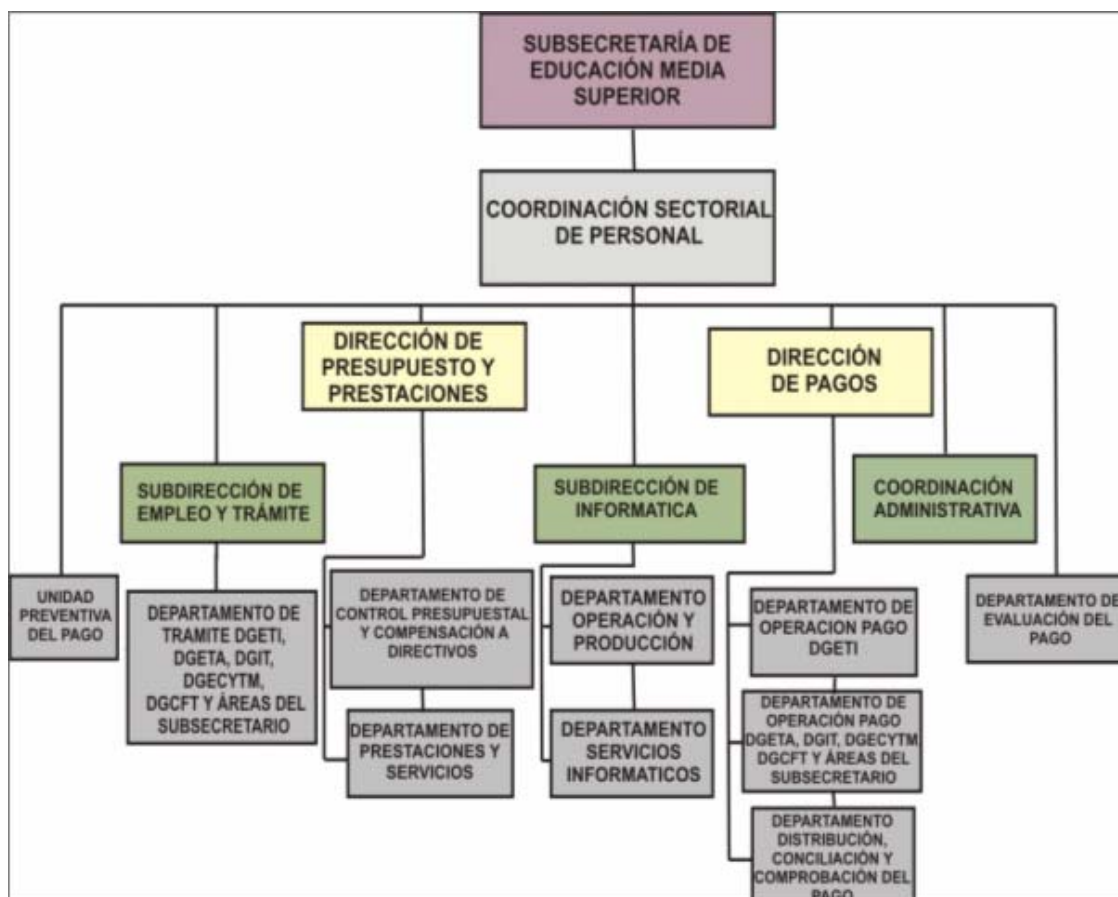 SUBSECRETARÍA DE
EDUCACIÓN MEDIA
SUPERIOR
COORDINACIÓN SECTORIAL
DE PERSONAL
DIRECCIÓN DE
PRESUPUESTO Y
PRESTACIONES
DIRECCIÓN
DE PAGOS
SUBDIRECCIÓN DE
EMPLEO Y TRÁMITE
SUBDIRECCIÓN DE
INFORMATICA
COORDINACIÓN
ADMINISTRATIVA
UNIDAD
PREVENTIVA
DEL PAGO
DEPARTAMENTO DE
TRAMITE DGETI,
DGETA, DGIT,
DGECYTM,
DGCFT Y ÁREAS DEL
SUBSECRETARIO
DEPARTAMENTO DE
CONTROL PRESUPUESTAL
Y COMPENSACIÓN A
DIRECTIVOS
DEPARTAMENTO DE
PRESTACIONES Y
SERVICIOS
DEPARTAMENTO
OPERACIÓN Y
PRODUCCIÓN
DEPARTAMENTO
SERVICIOS
INFORMATICOS
DEPARTAMENTO DE
OPERACION PAGO
DGETI
DEPARTAMENTO DE
OPERACIÓN PAGO
DGETA, DGIT, DGECYTM
DGCFT Y ÁREAS DEL
SUBSECRETARIO
DEPARTAMENTO
DISTRIBUCIÓN,
CONCILIACIÓN Y
COMPROBACIÓN DEL
PAGO
DEPARTAMENTO DE
EVALUACIÓN DEL
PAGO